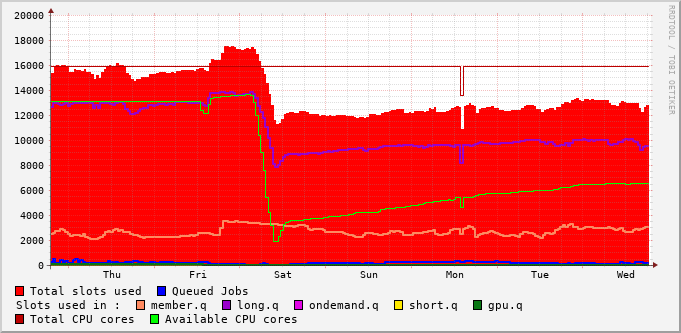 RRDTOOL / TOBI OETIKER
20000
18000
16000
14000
12000
10000
8000
6000
4000
2000
0
Thu Fri Sat Sun Mon Tue Wed
Total slots used Queued Jobs
Slots used in : member.q long.q ondemand.q short.q gpu.q
Total CPU cores Available CPU cores